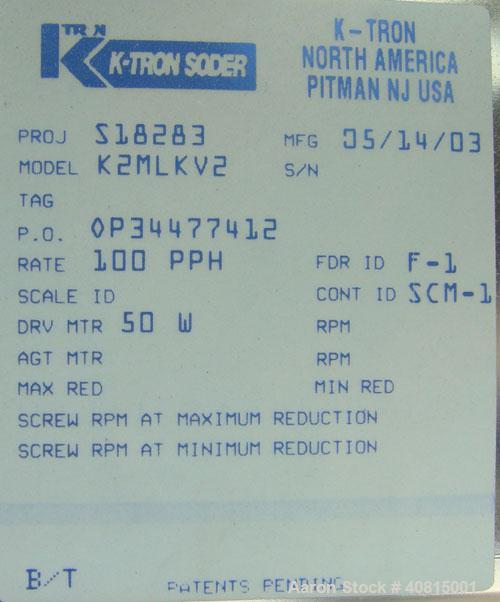 TRON
K-TRON SODER
K-TRON
NORTH AMERICA
PITMAN NJ USA
PROJ S18283 MFG 05/14/03
MODEL K2MLKV2 S/N
TAG
P.O. OP34477412
RATE 100 PPH FDR ID F-1
SCALE ID CONT ID SCM-1
DRV MTR 50 W RPM
AGT MTR RPM
MAX RED MIN RED
SCREW RPM AT MAXIMUM REDUCTION
SCREW RPM AT MINIMUM REDUCTION
B/T PATENTS PENDING
Aaron Stock # 40815001